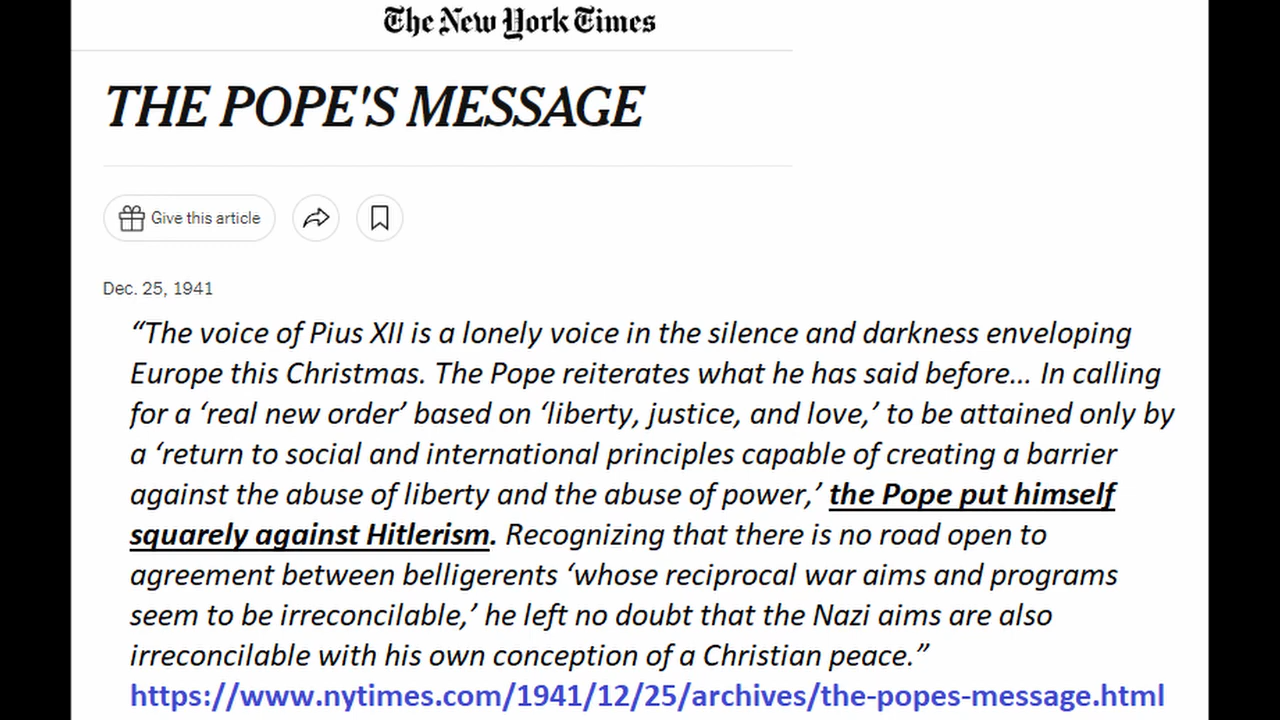 The New York Times
THE POPE'S MESSAGE
Give this article
Dec. 25, 1941
“The voice of Pius XII is a lonely voice in the silence and darkness enveloping
Europe this Christmas. The Pope reiterates what he has said before... In calling
for a ‘real new order’ based on ‘liberty, justice, and love,’ to be attained only by
a ‘return to social and international principles capable of creating a barrier
against the abuse of liberty and the abuse of power,’ the Pope put himself
squarely against Hitlerism. Recognizing that there is no road open to
agreement between belligerents ‘whose reciprocal war aims and programs
seem to be irreconcilable,’ he left no doubt that the Nazi aims are also
irreconcilable with his own conception of a Christian peace.”
https://www.nytimes.com/1941/12/25/archives/the-popes-message.html